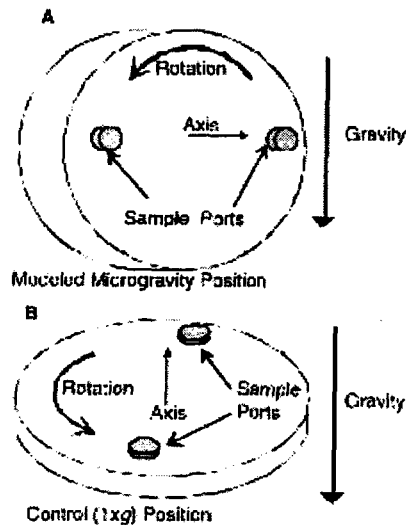 A
Rotation
Axis
Gravity
Sample Ports
Modeled Microgravity Position
B
Rotation
Axis
Sample
Ports
Gravity
Control (1xg) Position